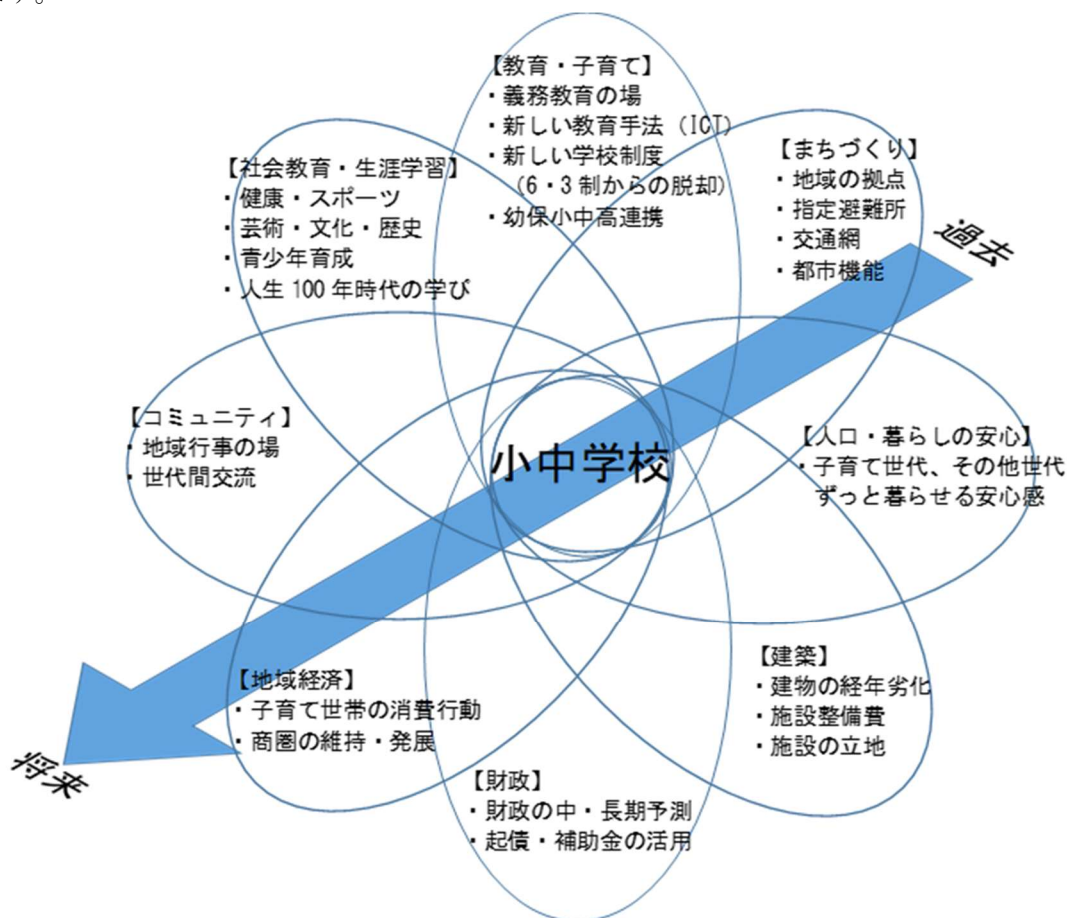 す。
【教育・子育て】
・義務教育の場
・新しい教育手法（ICT）
・新しい学校制度
（6・3制からの脱却）
・幼保小中高連携
【まちづくり】
・地域の拠点
・指定避難所
・交通網
・都市機能
過去
【社会教育・生涯学習】
・健康・スポーツ
・芸術・文化・歴史
・青少年育成
・人生100年時代の学び
【コミュニティ】
・地域行事の場
・世代間交流
小中学校
【人口・暮らしの安心】
・子育て世代、その他世代
ずっと暮らせる安心感
【建築】
・建物の経年劣化
・施設整備費
・施設の立地
【地域経済】
・子育て世帯の消費行動
・商圏の維持・発展
将来
【財政】
・財政の中・長期予測
・起債・補助金の活用